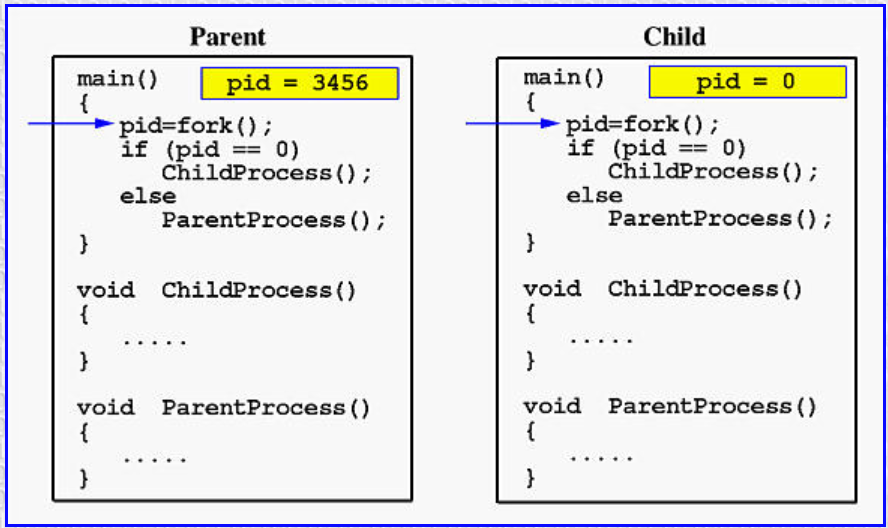 Parent
main()
pid = 3456
{
pid=fork();
if (pid == 0)
ChildProcess();
else
ParentProcess();
}
void ChildProcess()
{
.....
}
void ParentProcess()
{
.....
}
Child
main()
pid = 0
{
pid=fork();
if (pid == 0)
ChildProcess();
else
ParentProcess();
}
void ChildProcess()
{
.....
}
void ParentProcess()
{
.....
}